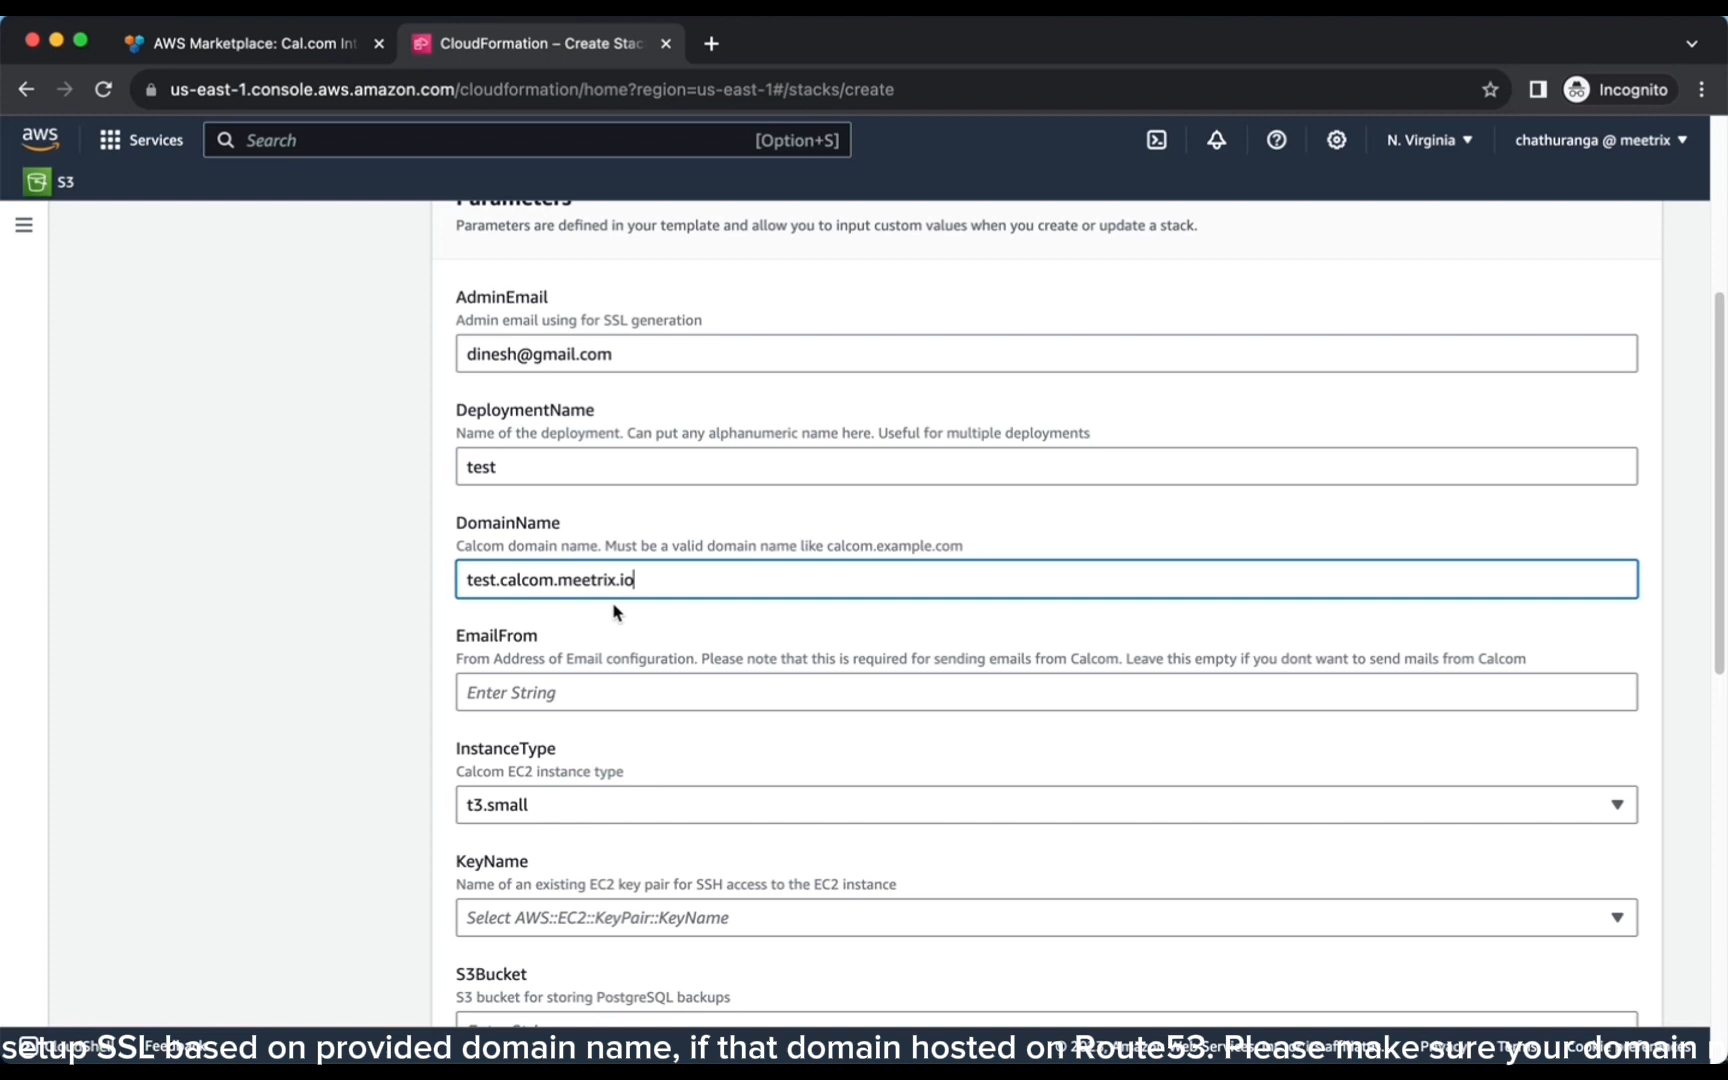 AWS Marketplace: Cal.com Int
CloudFormation – Create Stac
us-east-1.console.aws.amazon.com/cloudformation/home?region=us-east-1#/stacks/create
Incognito
aws
Services
Search
[Option+S]
N. Virginia
chathuranga @ meetrix
S3
Parameters
Parameters are defined in your template and allow you to input custom values when you create or update a stack.
AdminEmail
Admin email using for SSL generation
dinesh@gmail.com
DeploymentName
Name of the deployment. Can put any alphanumeric name here. Useful for multiple deployments
test
DomainName
Calcom domain name. Must be a valid domain name like calcom.example.com
test.calcom.meetrix.io
EmailFrom
From Address of Email configuration. Please note that this is required for sending emails from Calcom. Leave this empty if you dont want to send mails from Calcom
Enter String
InstanceType
Calcom EC2 instance type
t3.small
KeyName
Name of an existing EC2 key pair for SSH access to the EC2 instance
Select AWS::EC2::KeyPair::KeyName
S3Bucket
S3 bucket for storing PostgreSQL backups
setup SSL based on provided domain name, if that domain hosted on Route53. Please make sure your domain